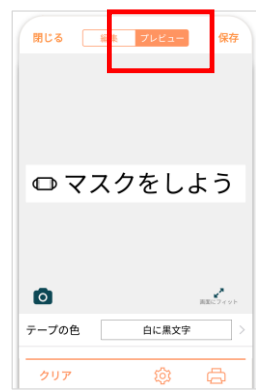 閉じる 編集 プレビュー 保存
マスクをしよう
画面にフィット
テープの色 白に黒文字
クリア